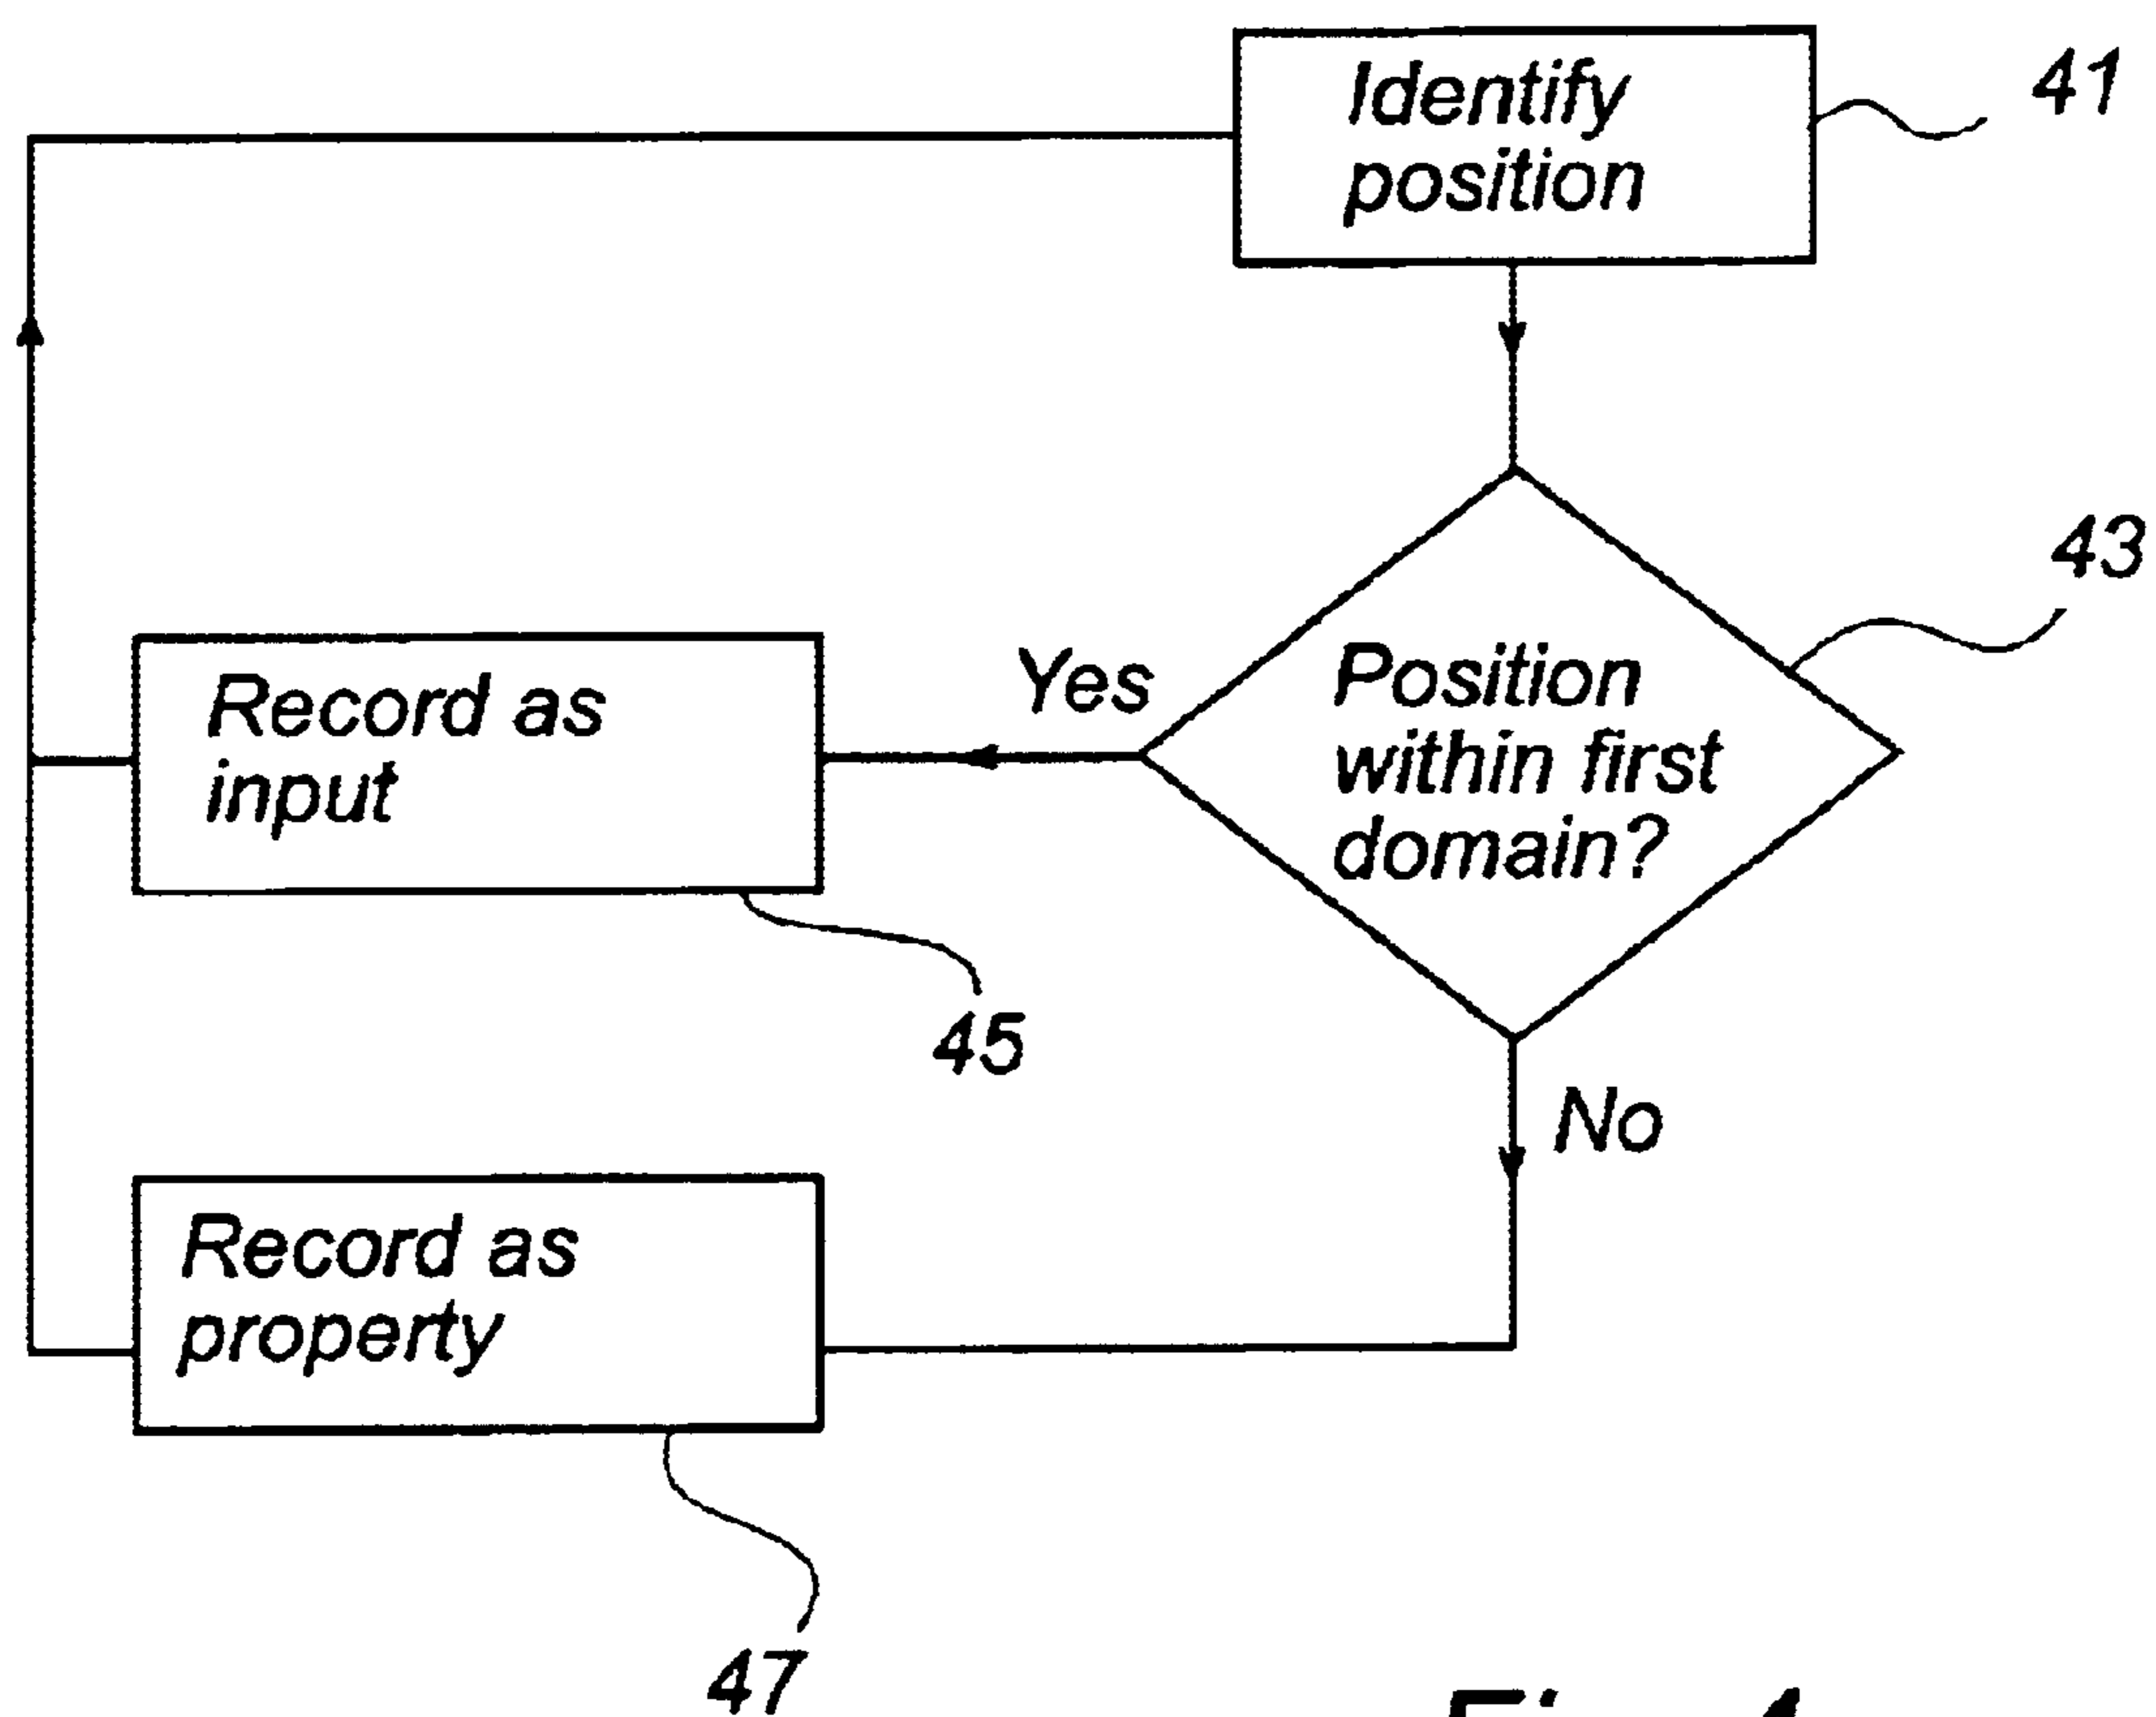 Identify
position
41
43
Position
within first
domain?
Yes
Record as
input
45
No
Record as
property
47